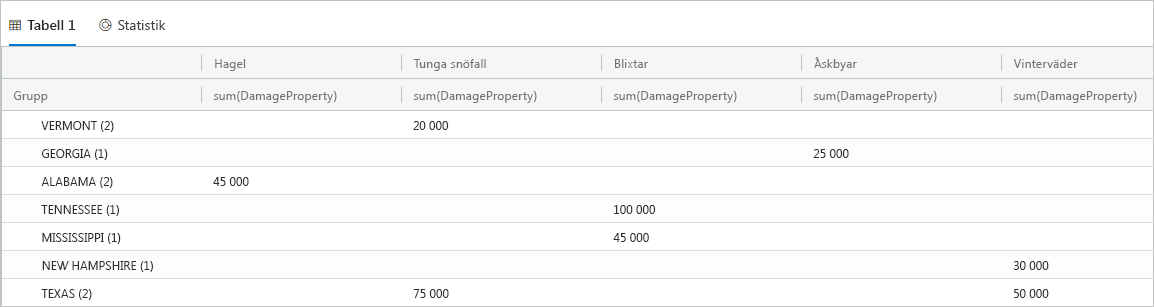 Tabell 1 Statistik
Hagel Tunga snöfall Blixtar Åskbyar Vinterväder
Grupp sum(DamageProperty) sum(DamageProperty) sum(DamageProperty) sum(DamageProperty) sum(DamageProperty)
VERMONT (2) 20 000
GEORGIA (1) 25 000
ALABAMA (2) 45 000
TENNESSEE (1) 100 000
MISSISSIPPI (1) 45 000
NEW HAMPSHIRE (1) 30 000
TEXAS (2) 75 000 50 000